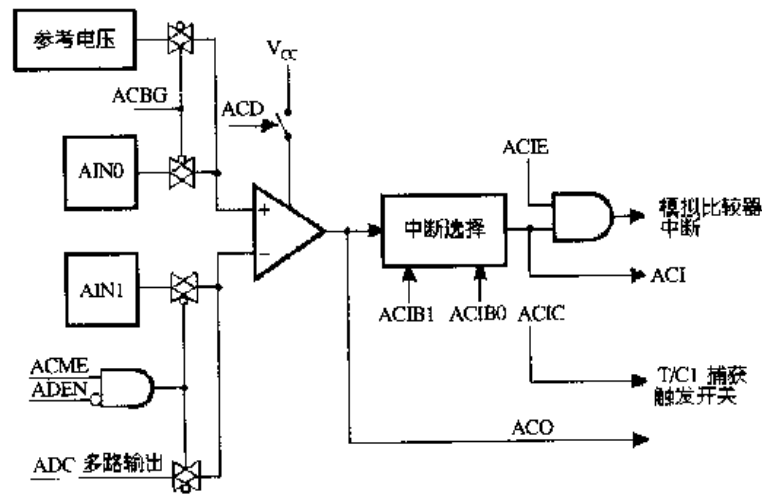 参考电压
V_CC
ACBG
ACD
AIN0
ACIE
模拟比较器
中断
+
中断选择
−
ACI
AIN1
ACIB1
ACIB0
ACIC
ACME
ADEN
T/C1 捕获
触发开关
ACO
ADC 多路输出